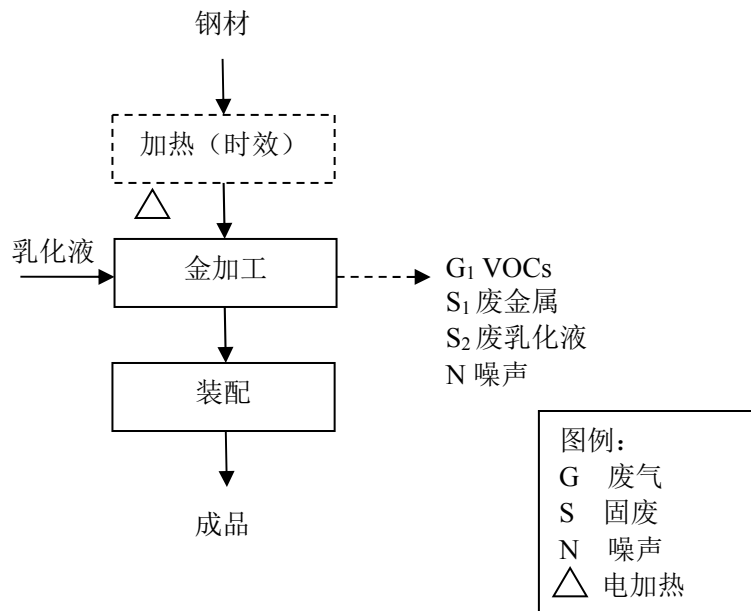 钢材
加热（时效）
乳化液
金加工
G₁ VOCs
S₁ 废金属
S₂ 废乳化液
N 噪声
装配
成品
图例：
G 废气
S 固废
N 噪声
电加热